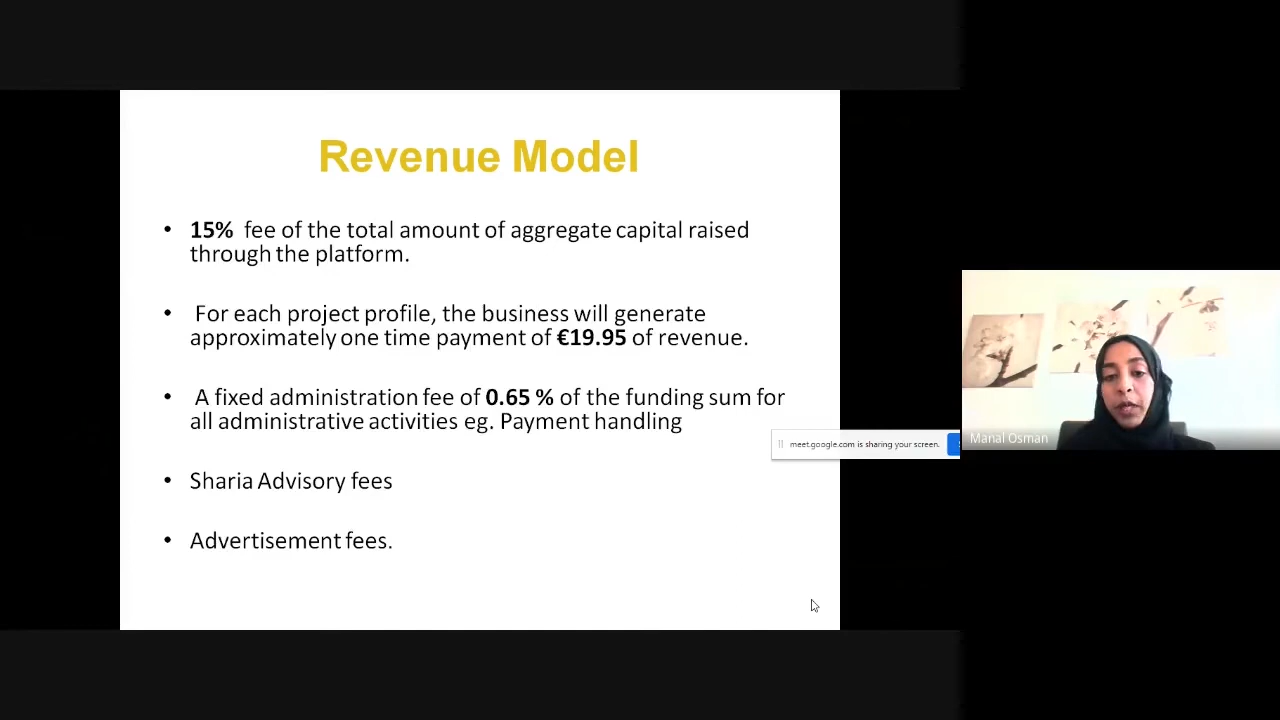 Revenue Model
• 15% fee of the total amount of aggregate capital raised
through the platform.
• For each project profile, the business will generate
approximately one time payment of €19.95 of revenue.
• A fixed administration fee of 0.65 % of the funding sum for
all administrative activities eg. Payment handling
• Sharia Advisory fees
• Advertisement fees.
meet.google.com is sharing your screen.
Manal Osman